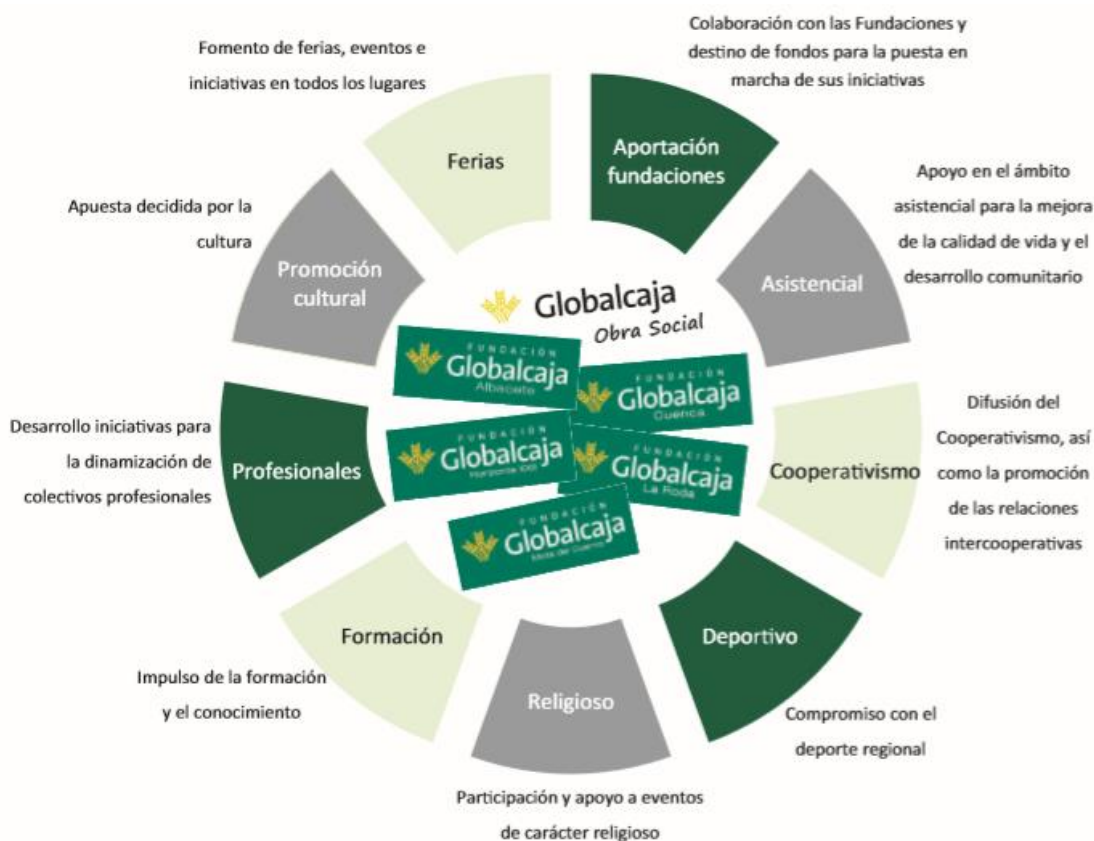 Colaboración con las Fundaciones y
destino de fondos para la puesta en
marcha de sus iniciativas
Aportación
fundaciones
Apoyo en el ámbito
asistencial para la mejora
de la calidad de vida y el
desarrollo comunitario
Asistencial
Difusión del
Cooperativismo, así
como la promoción
de las relaciones
intercooperativas
Cooperativismo
Deportivo
Compromiso con el
deporte regional
Religioso
Participación y apoyo a eventos
de carácter religioso
Formación
Impulso de la formación
y el conocimiento
Profesionales
Desarrollo iniciativas para
la dinamización de
colectivos profesionales
Promoción
cultural
Apuesta decidida por la
cultura
Ferias
Fomento de ferias, eventos e
iniciativas en todos los lugares
Globalcaja
Obra Social
FUNDACIÓN
Globalcaja
Albacete
FUNDACIÓN
Globalcaja
Cuenca
FUNDACIÓN
Globalcaja
Horizonte XXII
FUNDACIÓN
Globalcaja
La Roda
FUNDACIÓN
Globalcaja
Mota del Cuervo